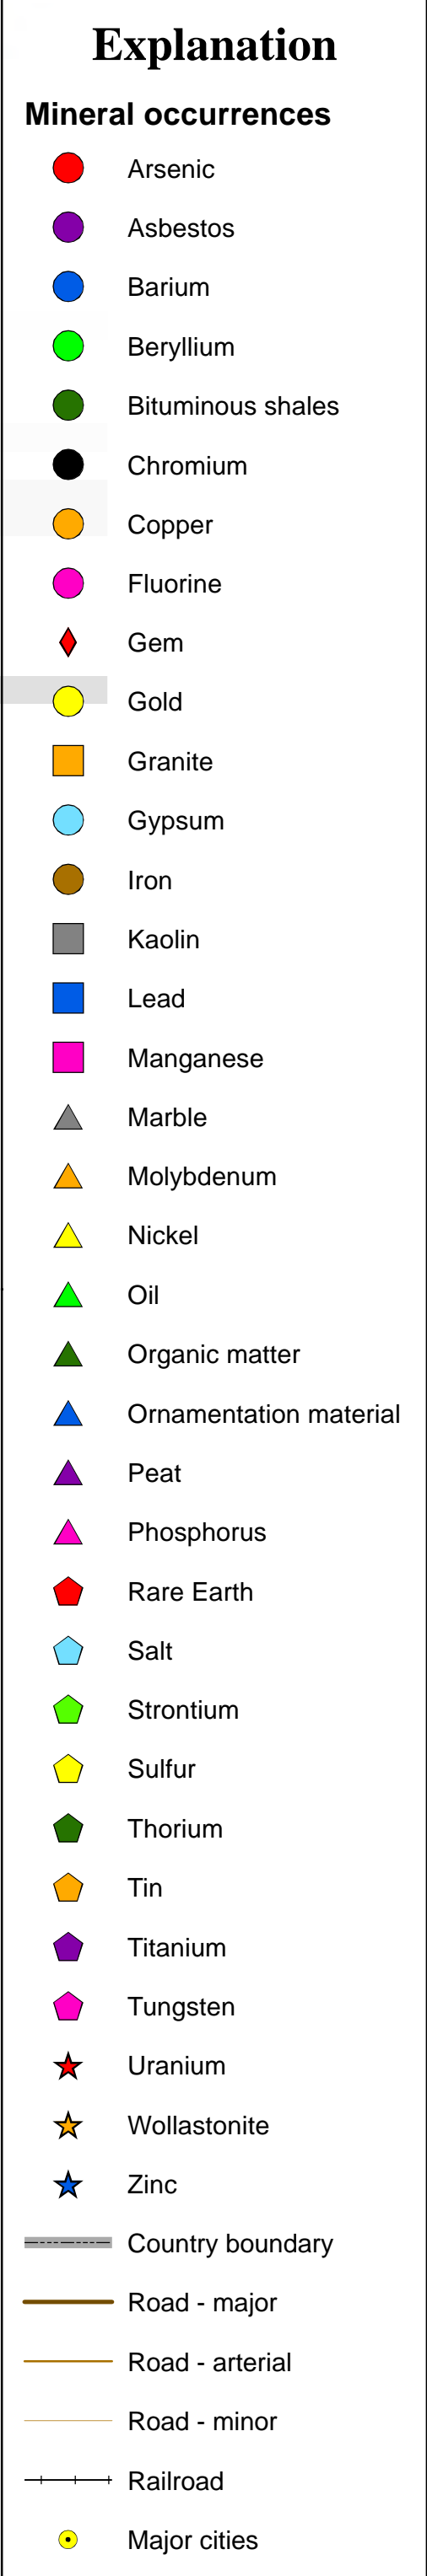 Explanation
Mineral occurrences
Arsenic
Asbestos
Barium
Beryllium
Bituminous shales
Chromium
Copper
Fluorine
Gem
Gold
Granite
Gypsum
Iron
Kaolin
Lead
Manganese
Marble
Molybdenum
Nickel
Oil
Organic matter
Ornamentation material
Peat
Phosphorus
Rare Earth
Salt
Strontium
Sulfur
Thorium
Tin
Titanium
Tungsten
Uranium
Wollastonite
Zinc
Country boundary
Road - major
Road - arterial
Road - minor
Railroad
Major cities